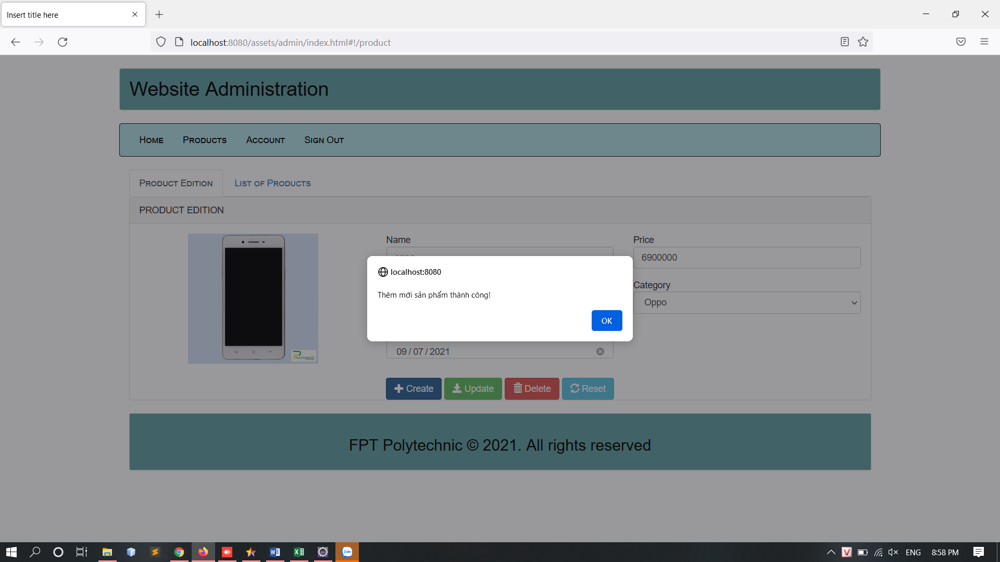 Insert title here
localhost:8080/assets/admin/index.html#!/product
Website Administration
Home Products Account Sign Out
Product Edition List of Products
PRODUCT EDITION
Name
Price
6900000
localhost:8080
Thêm mới sản phẩm thành công!
OK
Category
Oppo
09 / 07 / 2021
Create Update Delete Reset
FPT Polytechnic © 2021. All rights reserved
Zalo
ENG 8:58 PM